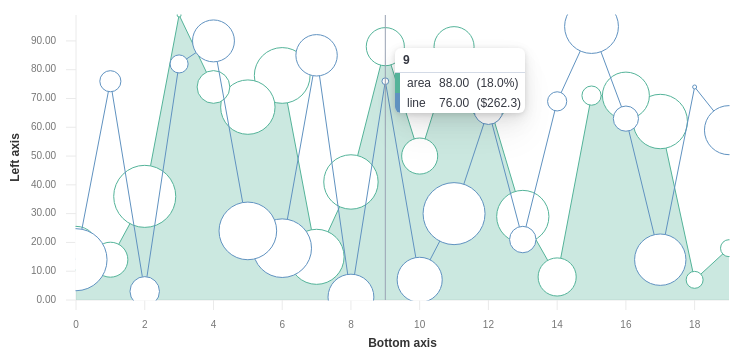 90.00
80.00
70.00
60.00
50.00
40.00
30.00
20.00
10.00
0.00
Left axis
9
area 88.00 (18.0%)
line 76.00 ($262.3)
0 2 4 6 8 10 12 14 16 18
Bottom axis